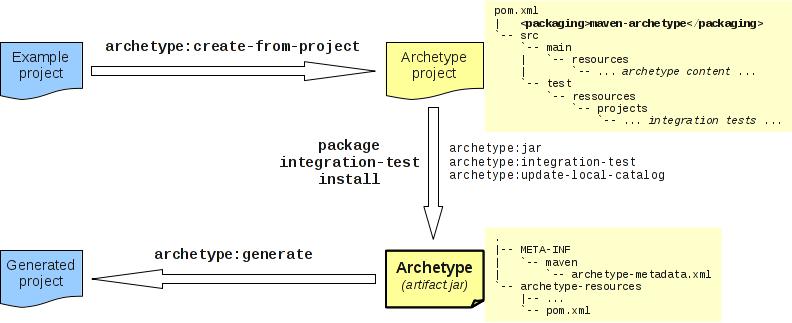 pom.xml
|   <packaging>maven-archetype</packaging>
`-- src
    `-- main
    |   `-- resources
    |       `-- ... archetype content ...
    `-- test
        `-- ressources
            `-- projects
                `-- ... integration tests ...
archetype:create-from-project
Example
project
Archetype
project
package
integration-test
install
archetype:jar
archetype:integration-test
archetype:update-local-catalog
archetype:generate
Generated
project
Archetype
(artifact jar)
.
|-- META-INF
|   `-- maven
|       `-- archetype-metadata.xml
`-- archetype-resources
    |-- ...
    `-- pom.xml